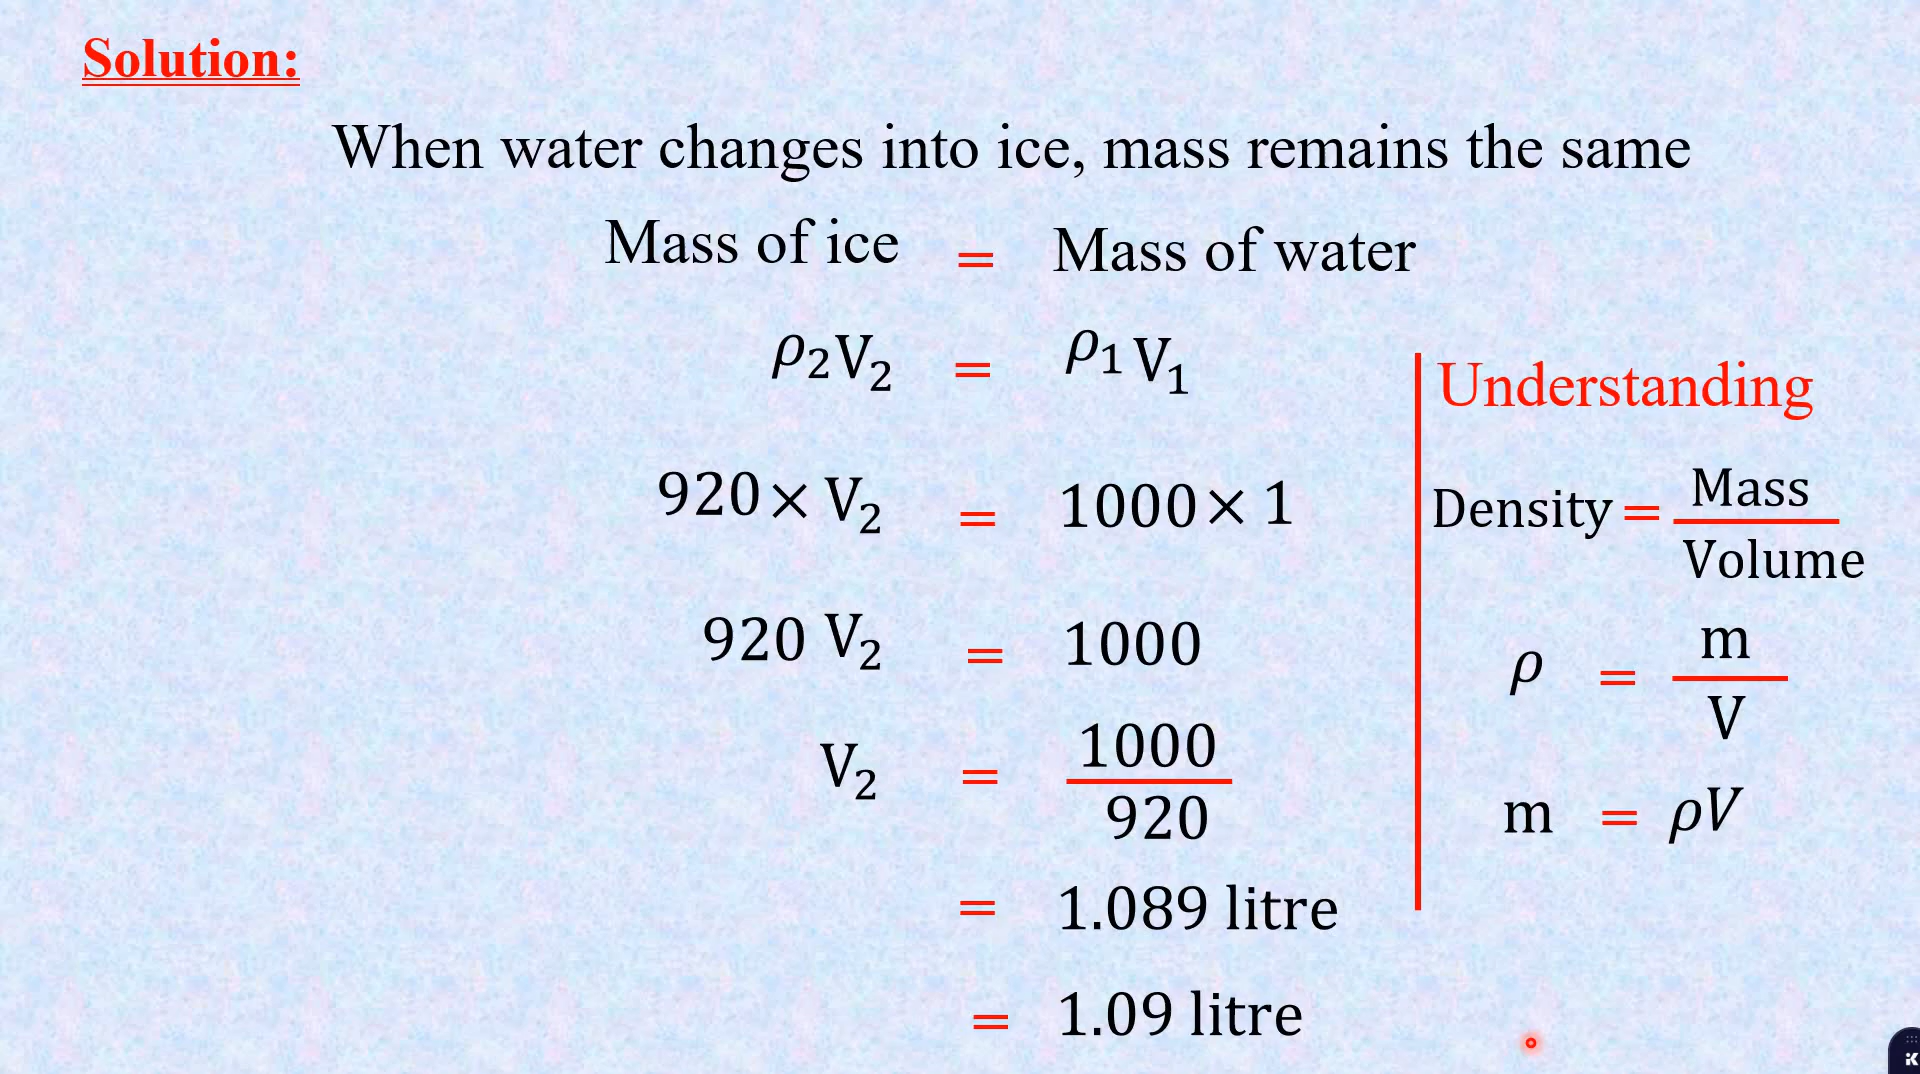 Solution:
When water changes into ice, mass remains the same
Mass of ice = Mass of water
ρ₂V₂ = ρ₁V₁
920 × V₂ = 1000 × 1
920 V₂ = 1000
V₂ = 1000/920
= 1.089 litre
= 1.09 litre
Understanding
Density = Mass/Volume
ρ = m/V
m = ρV
K